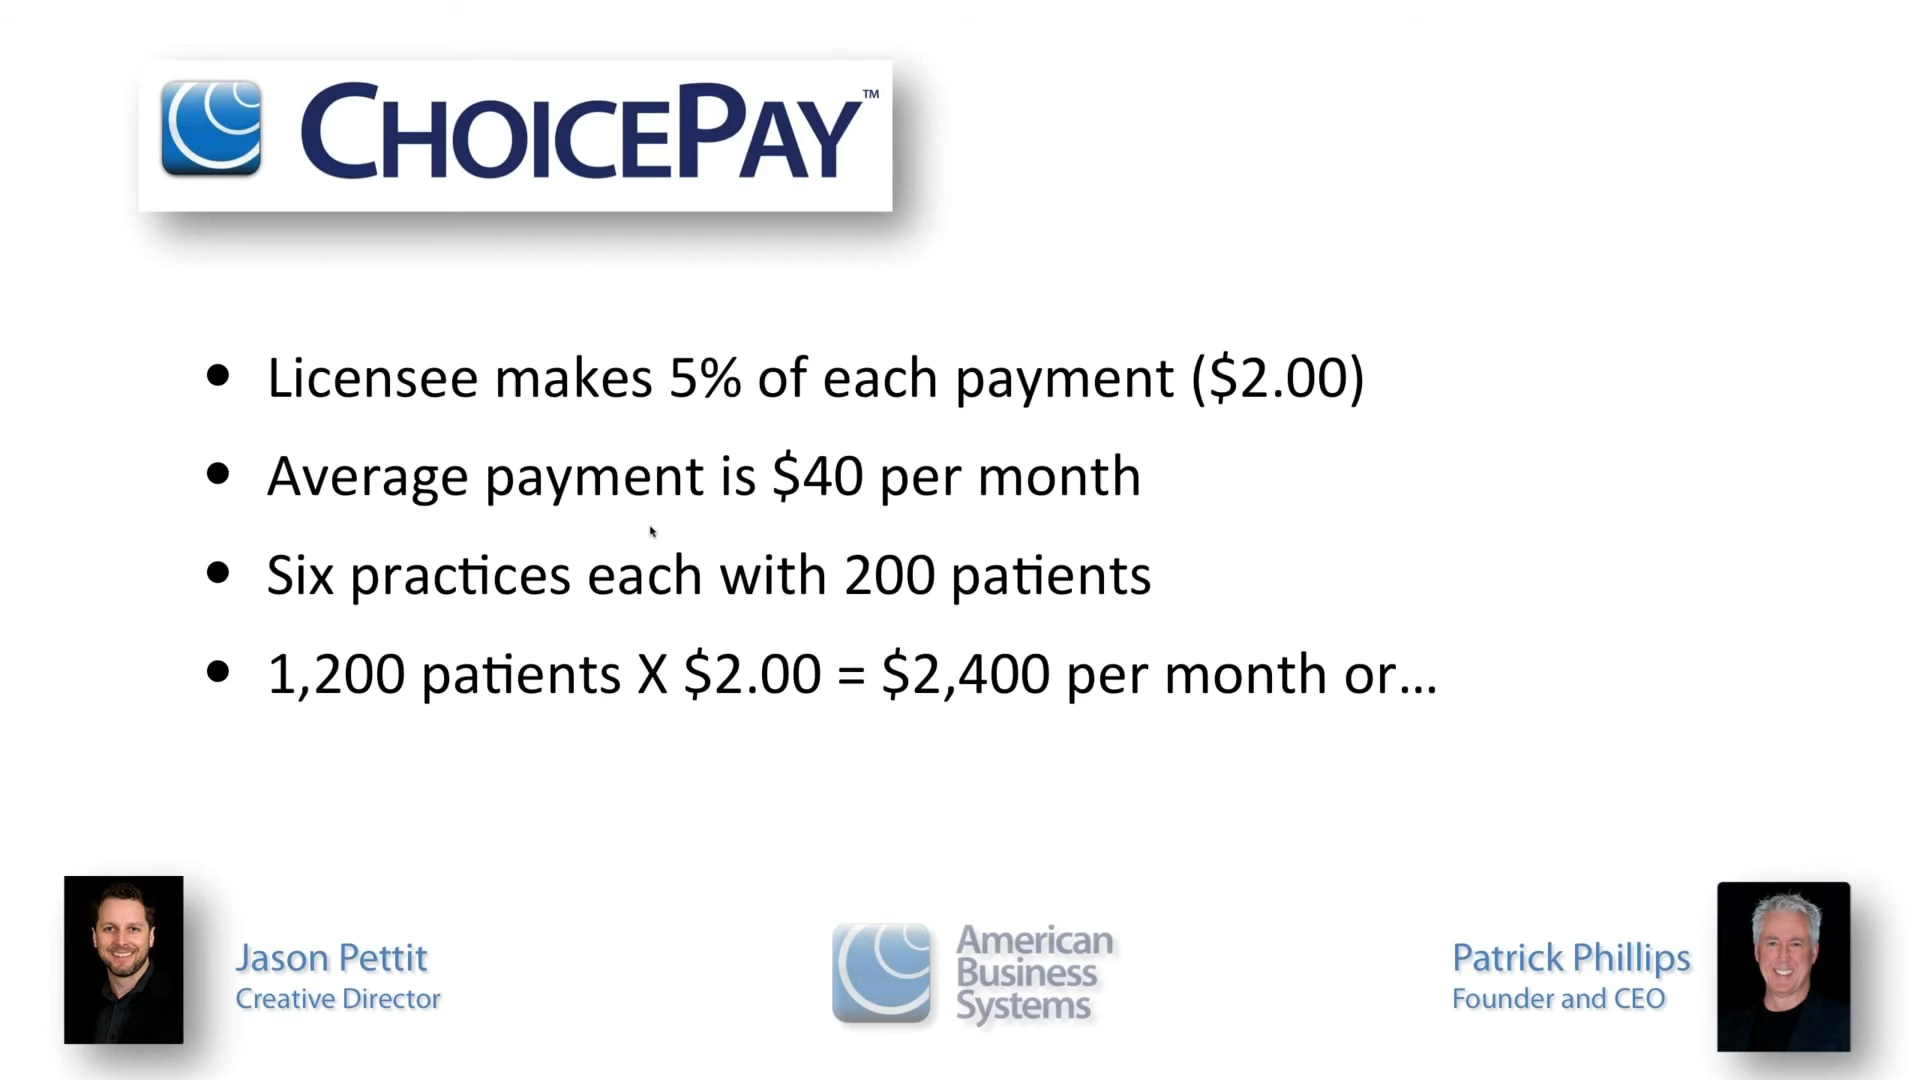 CHOICEPAY™
• Licensee makes 5% of each payment ($2.00)
• Average payment is $40 per month
• Six practices each with 200 patients
• 1,200 patients X $2.00 = $2,400 per month or...
Jason Pettit
Creative Director
American
Business
Systems
Patrick Phillips
Founder and CEO